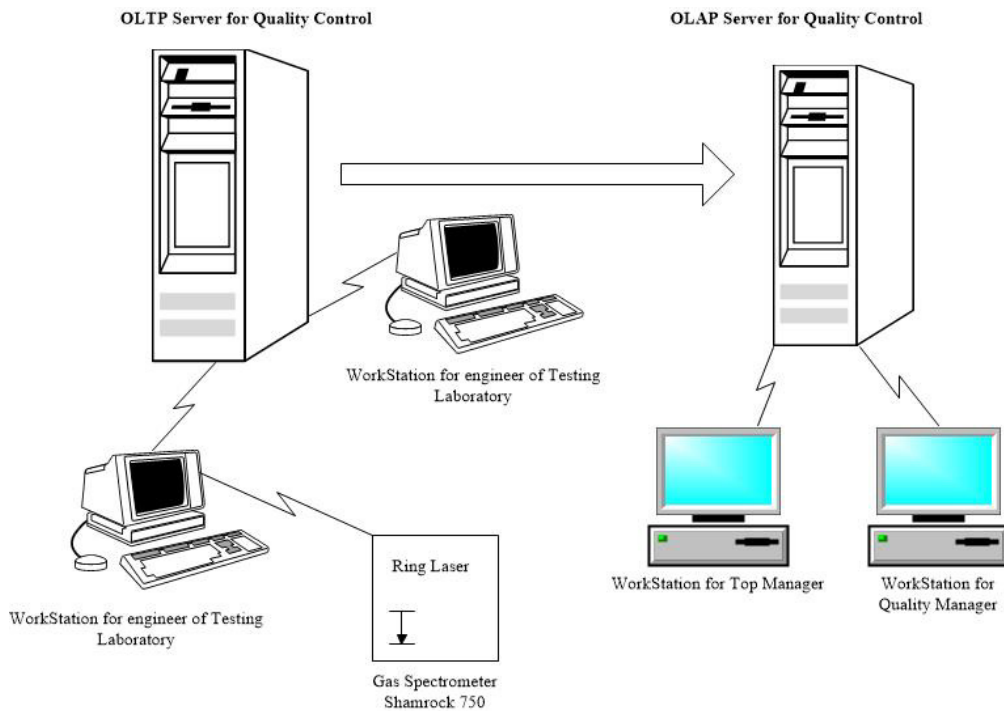 OLTP Server for Quality Control
OLAP Server for Quality Control
WorkStation for engineer of Testing
Laboratory
WorkStation for engineer of Testing
Laboratory
Ring Laser
Gas Spectrometer
Shamrock 750
WorkStation for Top Manager
WorkStation for
Quality Manager